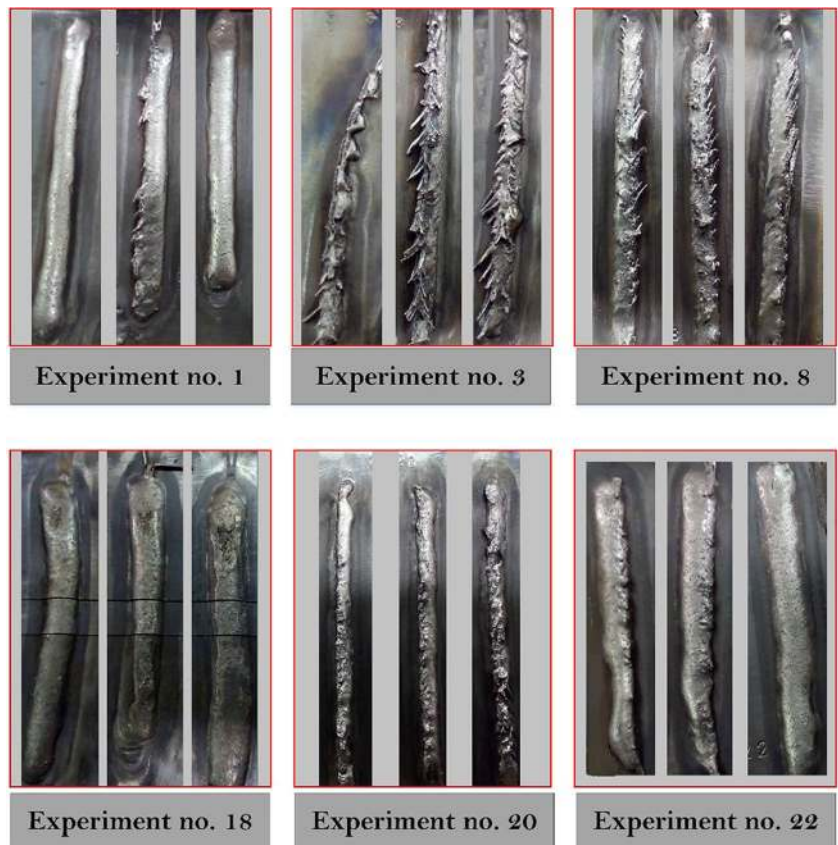 Experiment no. 1
Experiment no. 3
Experiment no. 8
Experiment no. 18
Experiment no. 20
Experiment no. 22